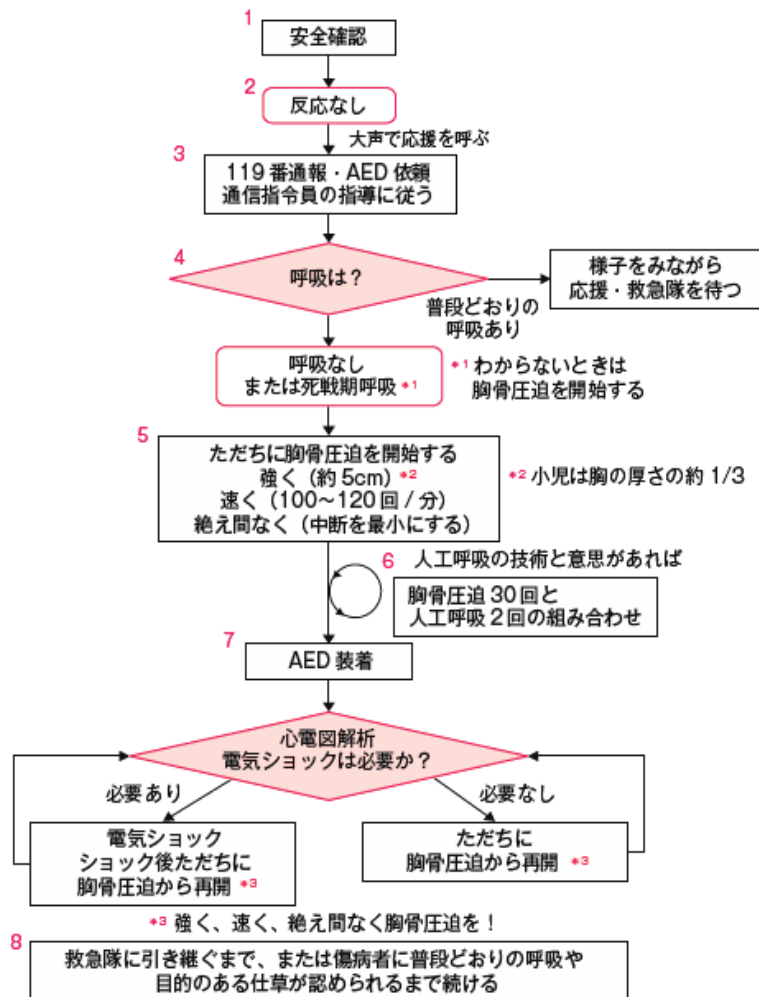 1
安全確認
2
反応なし
大声で応援を呼ぶ
3
119番通報・AED 依頼
通信指令員の指導に従う
4
呼吸は？
様子をみながら
応援・救急隊を待つ
普段どおりの
呼吸あり
呼吸なし
または死戦期呼吸 *1
*1 わからないときは
胸骨圧迫を開始する
5
ただちに胸骨圧迫を開始する
強く（約 5cm）*2
速く（100〜120 回 / 分）
絶え間なく（中断を最小にする）
*2 小児は胸の厚さの約 1/3
6
人工呼吸の技術と意思があれば
胸骨圧迫 30 回と
人工呼吸 2 回の組み合わせ
7
AED 装着
心電図解析
電気ショックは必要か？
必要あり
必要なし
電気ショック
ショック後ただちに
胸骨圧迫から再開 *3
ただちに
胸骨圧迫から再開 *3
*3 強く、速く、絶え間なく胸骨圧迫を！
8
救急隊に引き継ぐまで、または傷病者に普段どおりの呼吸や
目的のある仕草が認められるまで続ける